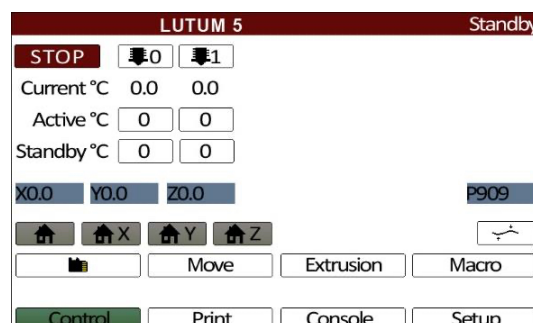 LUTUM 5 Standby
STOP 0 1
Current °C 0.0 0.0
Active °C 0 0
Standby °C 0 0
X0.0 Y0.0 Z0.0 P909
X Y Z
Move Extrusion Macro
Control Print Console Setup